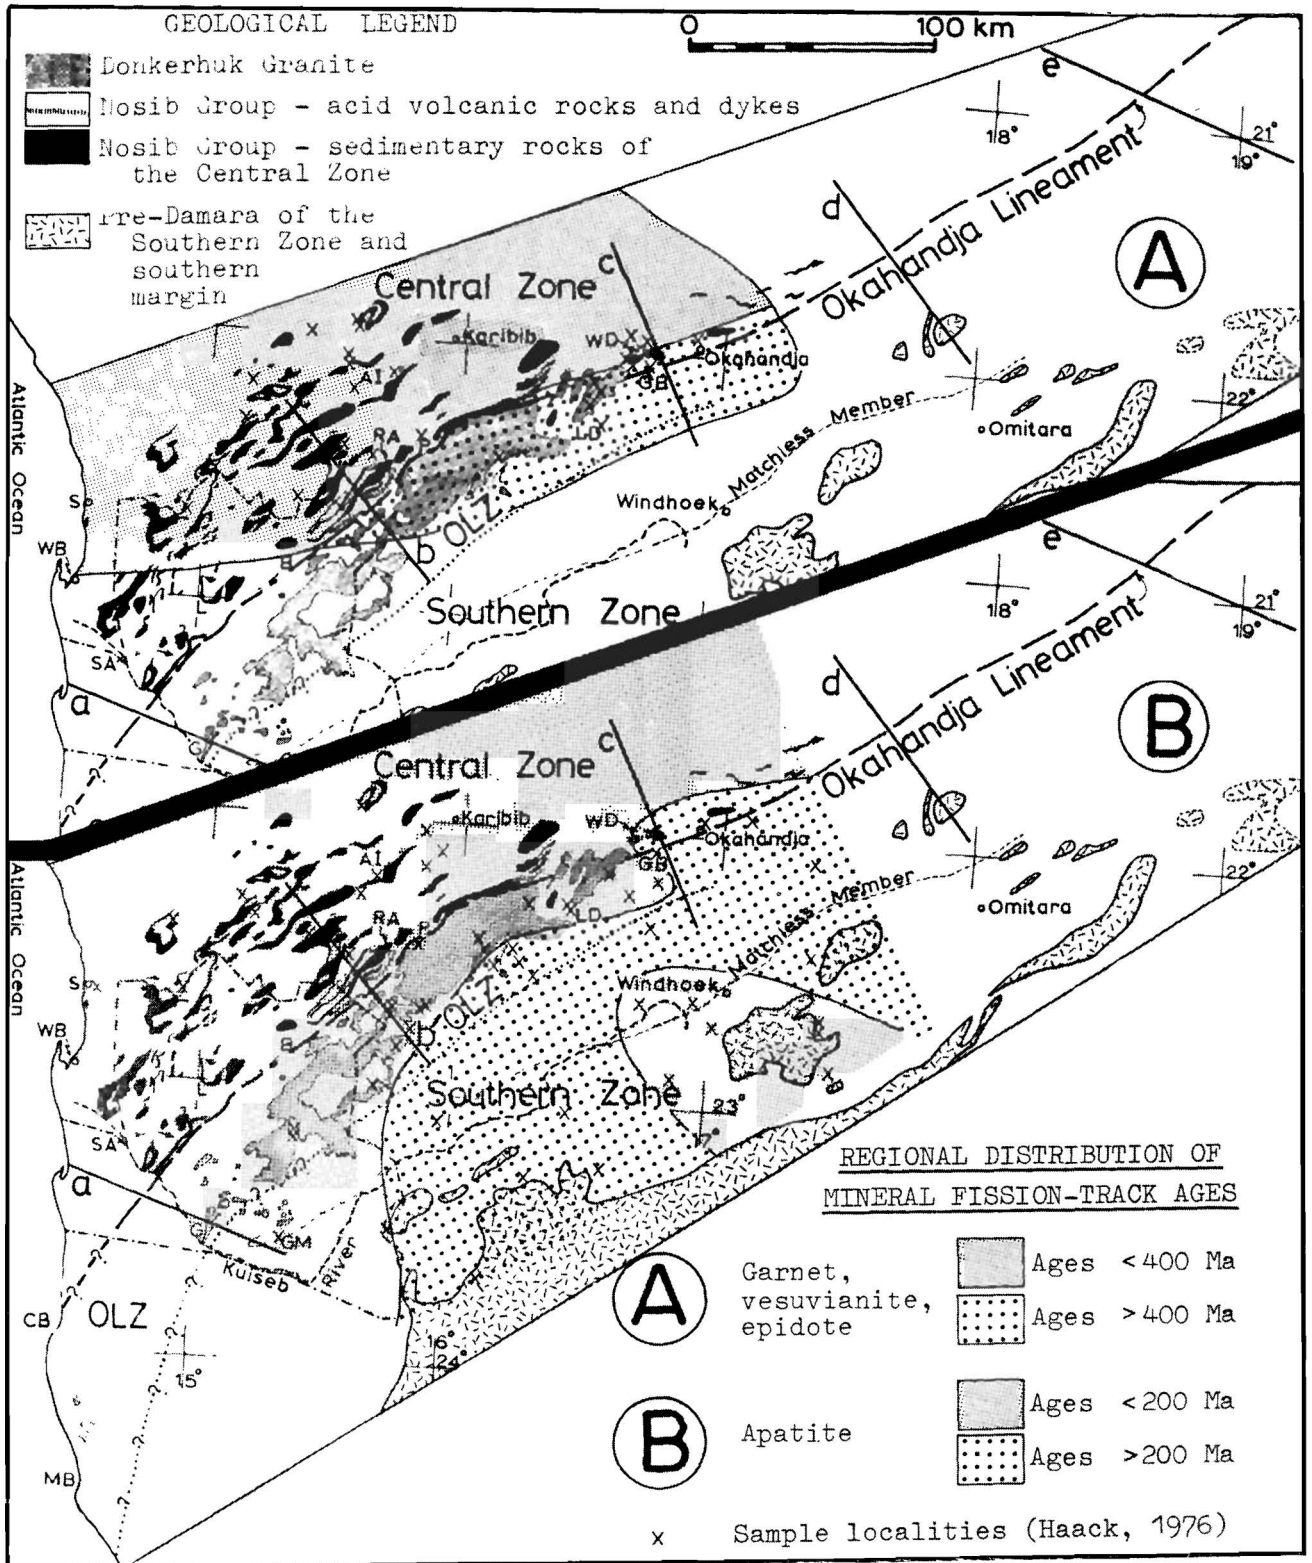 GEOLOGICAL LEGEND
Donkerhuk Granite
Nosib Group - acid volcanic rocks and dykes
Nosib Group - sedimentary rocks of
the Central Zone
Pre-Damara of the
Southern Zone and
southern
margin
0 100 km
e
18°
21°
19°
d
Okahandja Lineament
A
c
Central Zone
Karibib
WD
Okahandja
GB
AI
Atlantic Ocean
RA
LD
Matchless Member
22°
Omitara
S
OLZ
Windhoek
WB
B
b
Southern Zone
SA
a
G
e
18°
21°
19°
d
Okahandja Lineament
B
c
Central Zone
Karibib
WD
Okahandja
GB
AI
Atlantic Ocean
RA
LD
Matchless Member
22°
Omitara
S
OLZ
Windhoek
WB
B
b
Southern Zone
23°
17°
SA
a
G
GM
Kuiseb River
CB
OLZ
15°
16°
24°
MB
REGIONAL DISTRIBUTION OF
MINERAL FISSION-TRACK AGES
A
Garnet,
vesuvianite,
epidote
Ages <400 Ma
Ages >400 Ma
B
Apatite
Ages <200 Ma
Ages >200 Ma
x Sample localities (Haack, 1976)